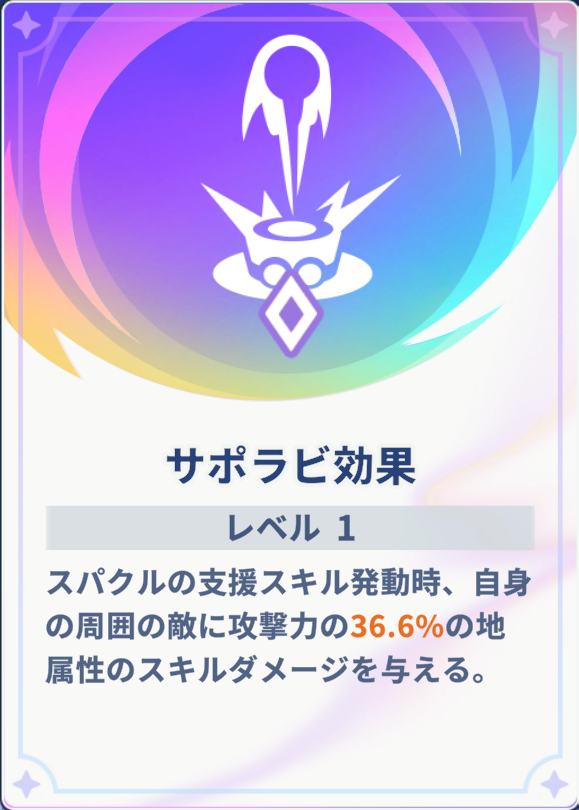 サポラビ効果
レベル 1
スパクルの支援スキル発動時、自身
の周囲の敵に攻撃力の36.6%の地
属性のスキルダメージを与える。